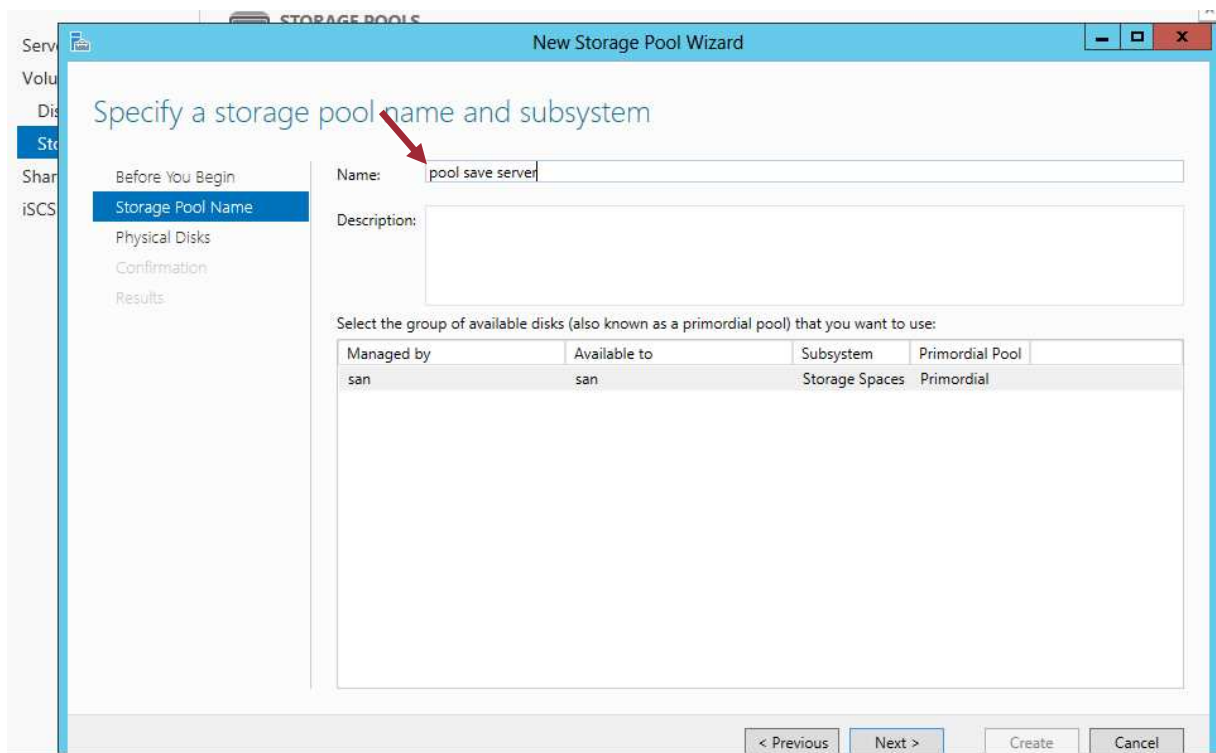 STORAGE POOLS
New Storage Pool Wizard
Serv
Volu
Dis
Sto
Shar
iSCS
Specify a storage pool name and subsystem
Before You Begin
Storage Pool Name
Physical Disks
Confirmation
Results
Name: pool save server
Description:
Select the group of available disks (also known as a primordial pool) that you want to use:
Managed by Available to Subsystem Primordial Pool
san san Storage Spaces Primordial
< Previous Next > Create Cancel